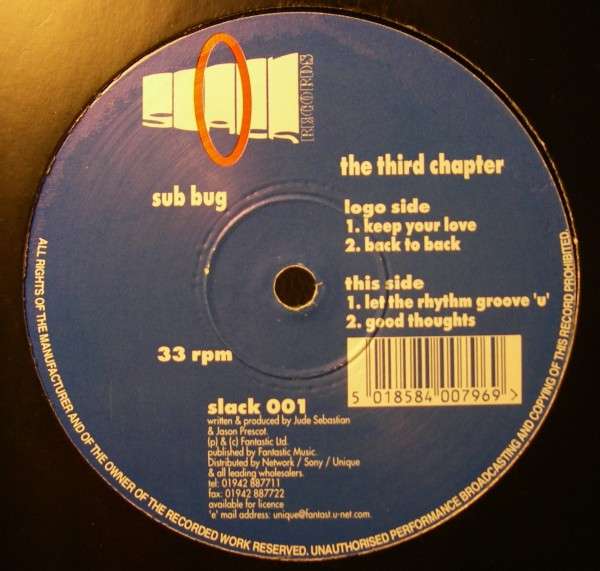 RECORDS
the third chapter
sub bug
logo side
1. keep your love
2. back to back
this side
1. let the rhythm groove 'u'
2. good thoughts
33 rpm
5 018584 007969 >
slack 001
written & produced by Jude Sebastian
& Jason Prescot.
(p) & (c) Fantastic Ltd.
published by Fantastic Music.
Distributed by Network / Sony / Unique
& all leading wholesalers.
tel: 01942 887711
fax: 01942 887722
available for licence
'e' mail address: unique@fantast.u-net.com.
ALL RIGHTS OF THE MANUFACTURER AND OF THE OWNER OF THE RECORDED WORK RESERVED. UNAUTHORISED PERFORMANCE BROADCASTING AND COPYING OF THIS RECORD PROHIBITED.